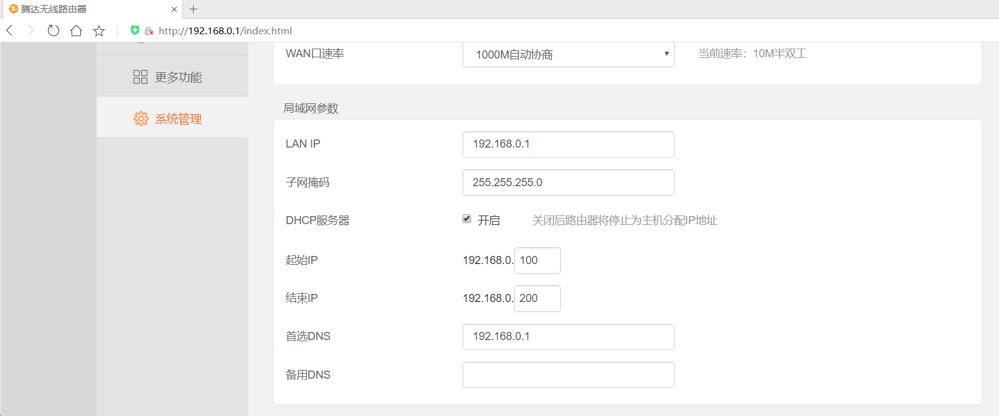 腾达无线路由器
http://192.168.0.1/index.html
WAN口速率 1000M自动协商 当前速率：10M半双工
更多功能
系统管理
局域网参数
LAN IP 192.168.0.1
子网掩码 255.255.255.0
DHCP服务器 开启 关闭后路由器将停止为主机分配IP地址
起始IP 192.168.0. 100
结束IP 192.168.0. 200
首选DNS 192.168.0.1
备用DNS